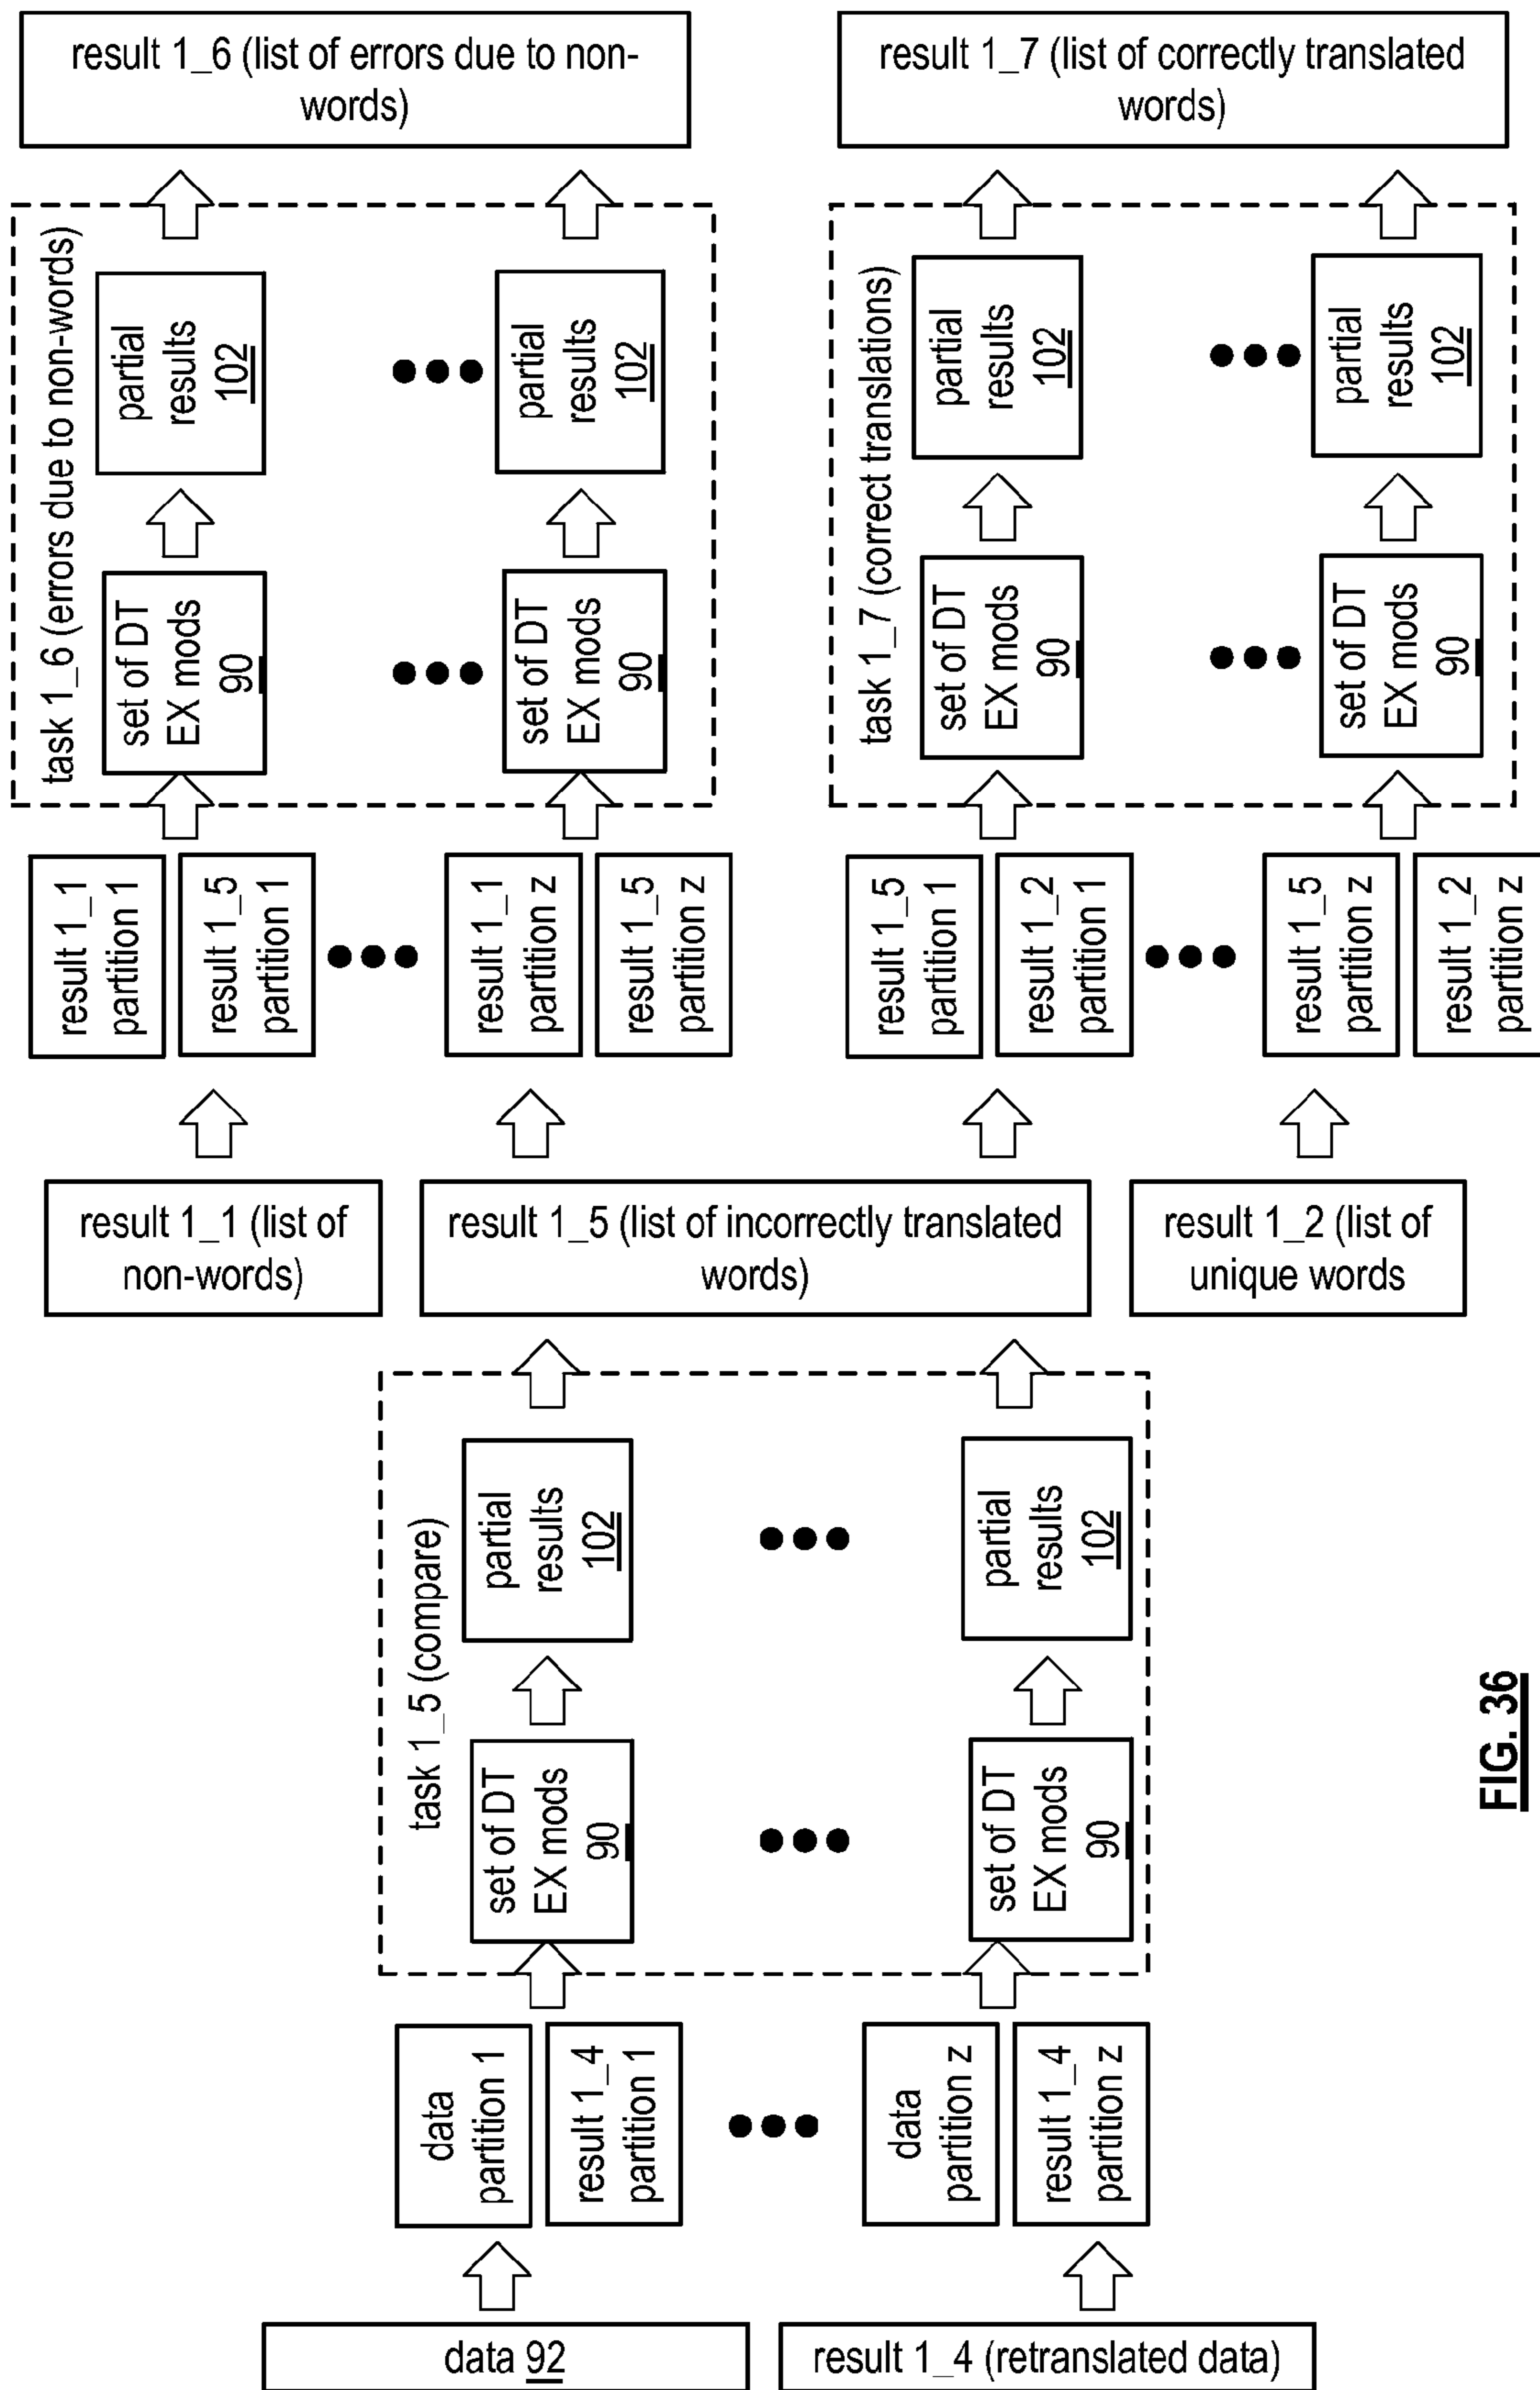 data 92
result 1_4 (retranslated data)
data
partition 1
result 1_4
partition 1
data
partition z
result 1_4
partition z
task 1_5 (compare)
set of DT
EX mods
90
partial
results
102
set of DT
EX mods
90
partial
results
102
result 1_1 (list of
non-words)
result 1_5 (list of incorrectly translated
words)
result 1_2 (list of
unique words
result 1_1
partition 1
result 1_5
partition 1
result 1_1
partition z
result 1_5
partition z
task 1_6 (errors due to non-words)
set of DT
EX mods
90
partial
results
102
set of DT
EX mods
90
partial
results
102
result 1_6 (list of errors due to non-
words)
result 1_5
partition 1
result 1_2
partition 1
result 1_5
partition z
result 1_2
partition z
task 1_7 (correct translations)
set of DT
EX mods
90
partial
results
102
set of DT
EX mods
90
partial
results
102
result 1_7 (list of correctly translated
words)
FIG. 36